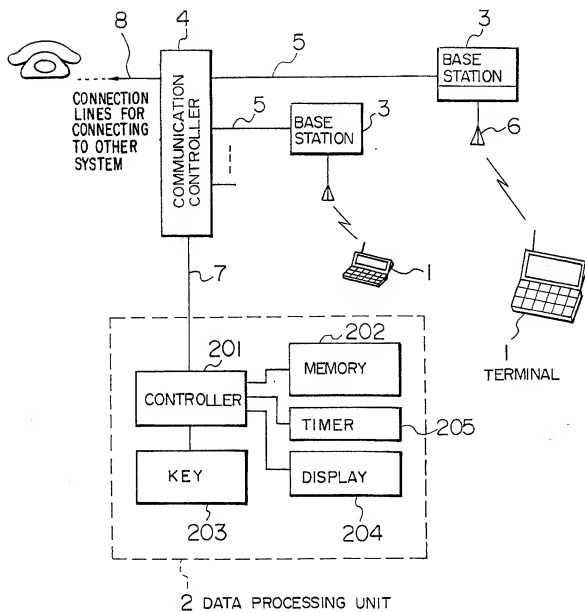 8
4
5
3
BASE
STATION
CONNECTION
LINES FOR
CONNECTING
TO OTHER
SYSTEM
COMMUNICATION
CONTROLLER
5
BASE
STATION
3
6
7
1
1
TERMINAL
201
CONTROLLER
202
MEMORY
TIMER
205
KEY
203
DISPLAY
204
2 DATA PROCESSING UNIT